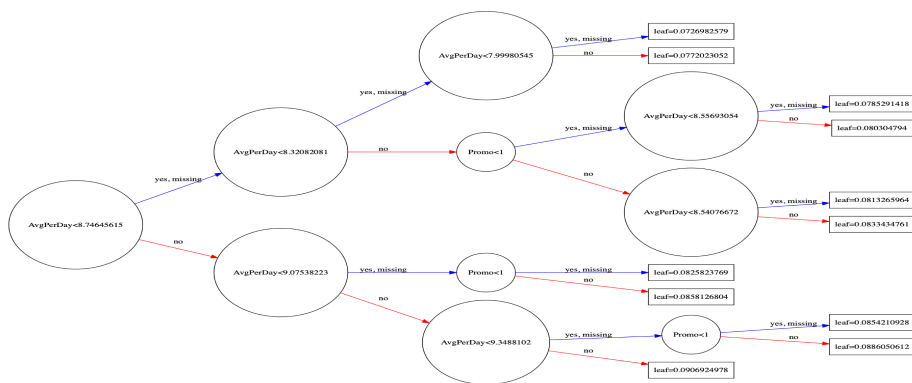 yes, missing
leaf=0.0726982579
AvgPerDay<7.99980545
no
leaf=0.0772023052
yes, missing
AvgPerDay<8.32082081
no
Promo<1
yes, missing
AvgPerDay<8.55693054
yes, missing
leaf=0.0785291418
no
leaf=0.080304794
no
AvgPerDay<8.54076672
yes, missing
leaf=0.0813265964
no
leaf=0.0833434761
yes, missing
AvgPerDay<8.74645615
no
AvgPerDay<9.07538223
yes, missing
Promo<1
yes, missing
leaf=0.0825823769
no
leaf=0.0858126804
no
AvgPerDay<9.3488102
yes, missing
Promo<1
yes, missing
leaf=0.0854210928
no
leaf=0.0886050612
no
leaf=0.0906924978